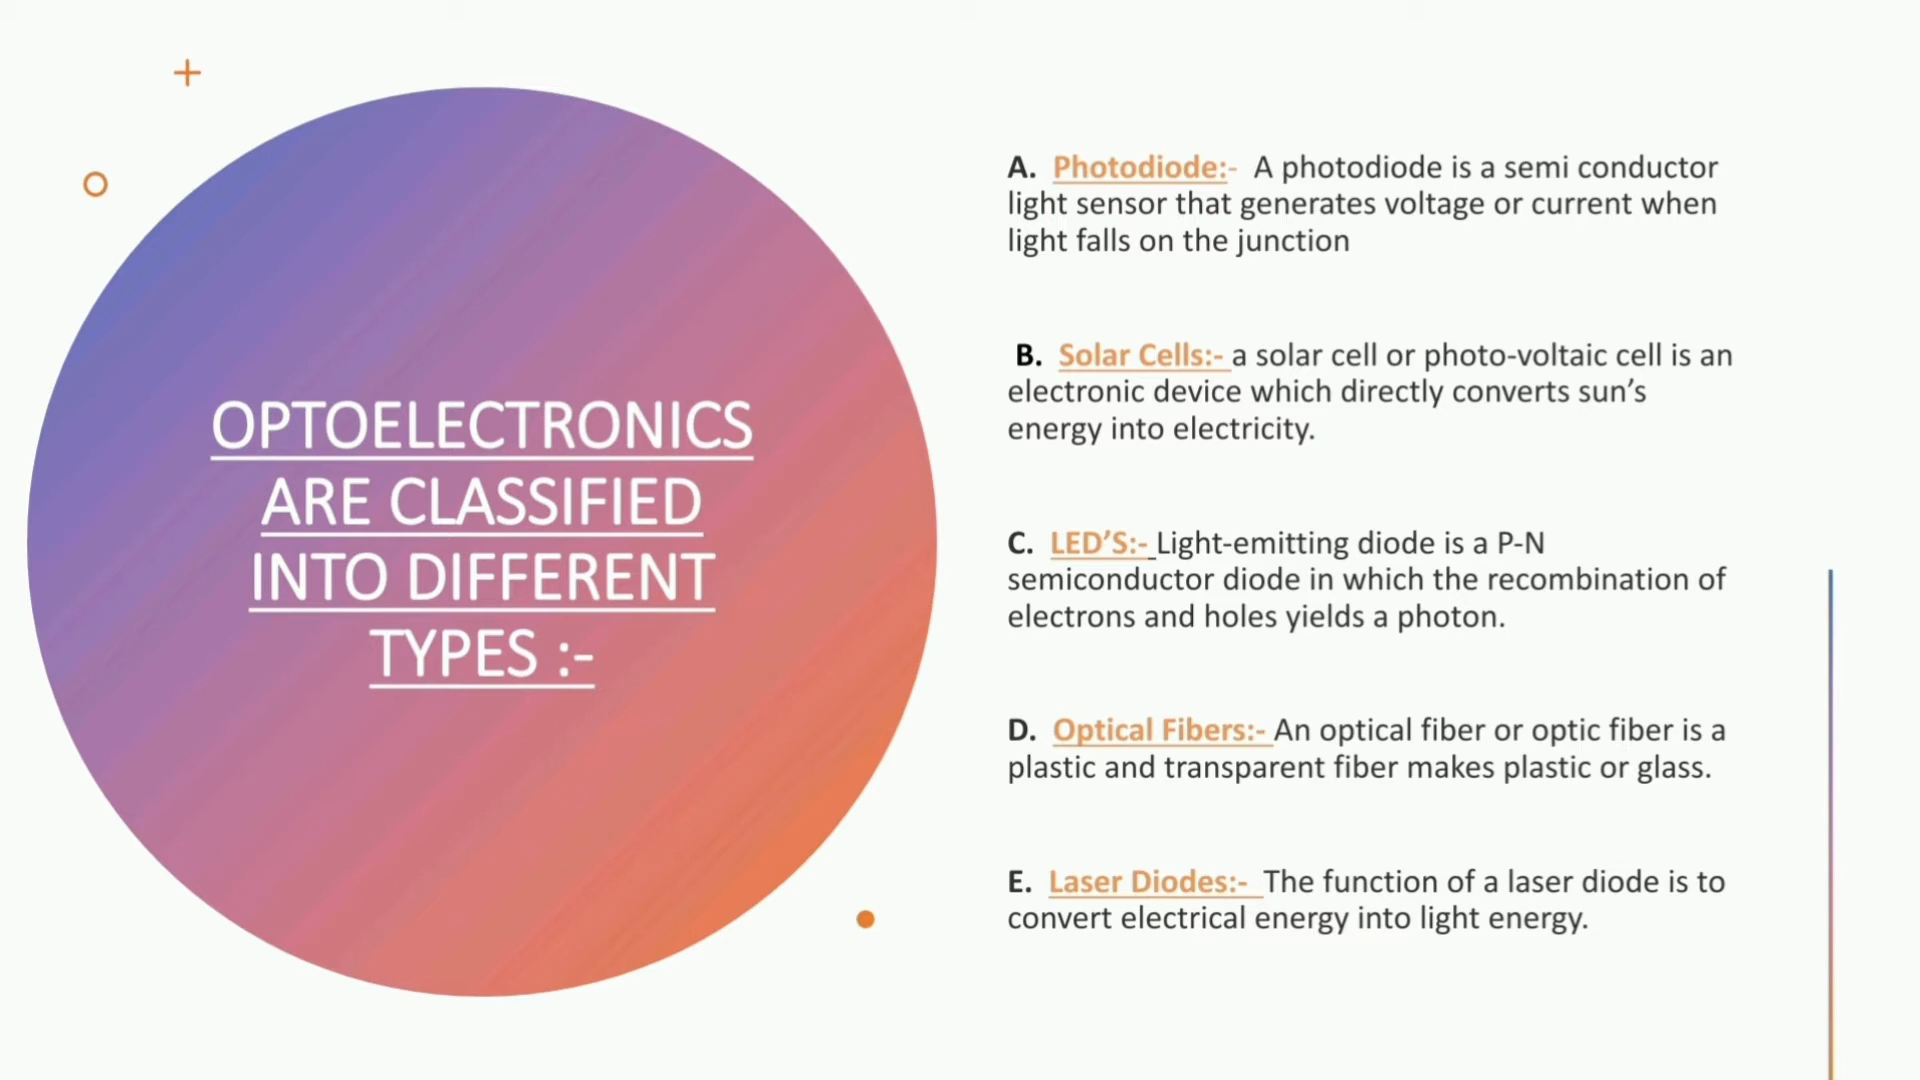 OPTOELECTRONICS
ARE CLASSIFIED
INTO DIFFERENT
TYPES :-
A. Photodiode:- A photodiode is a semi conductor
light sensor that generates voltage or current when
light falls on the junction
B. Solar Cells:- a solar cell or photo-voltaic cell is an
electronic device which directly converts sun’s
energy into electricity.
C. LED’S:- Light-emitting diode is a P-N
semiconductor diode in which the recombination of
electrons and holes yields a photon.
D. Optical Fibers:- An optical fiber or optic fiber is a
plastic and transparent fiber makes plastic or glass.
E. Laser Diodes:- The function of a laser diode is to
convert electrical energy into light energy.